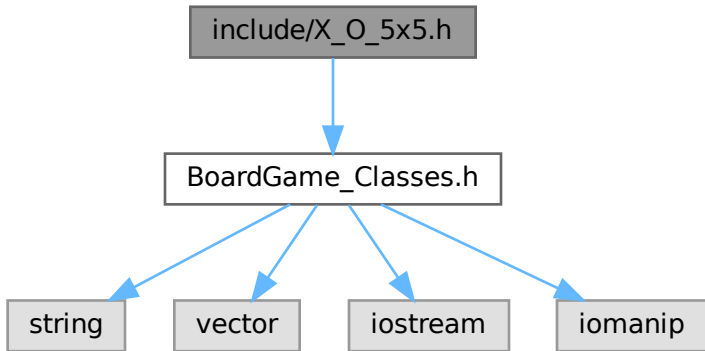 include/X_O_5x5.h
BoardGame_Classes.h
string
vector
iostream
iomanip